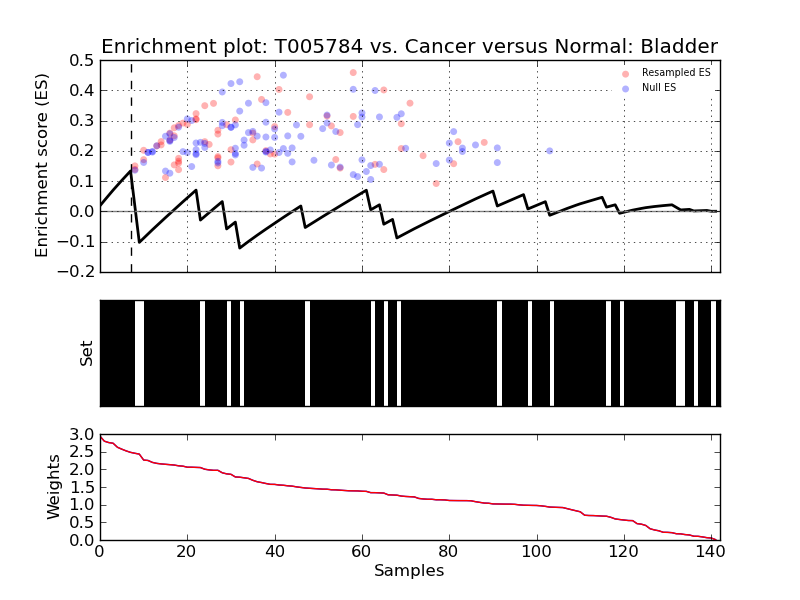 Enrichment plot: T005784 vs. Cancer versus Normal: Bladder
Enrichment score (ES)
0.5
0.4
0.3
0.2
0.1
0.0
−0.1
−0.2
Resampled ES
Null ES
Set
Weights
3.0
2.5
2.0
1.5
1.0
0.5
0.0
0 20 40 60 80 100 120 140
Samples